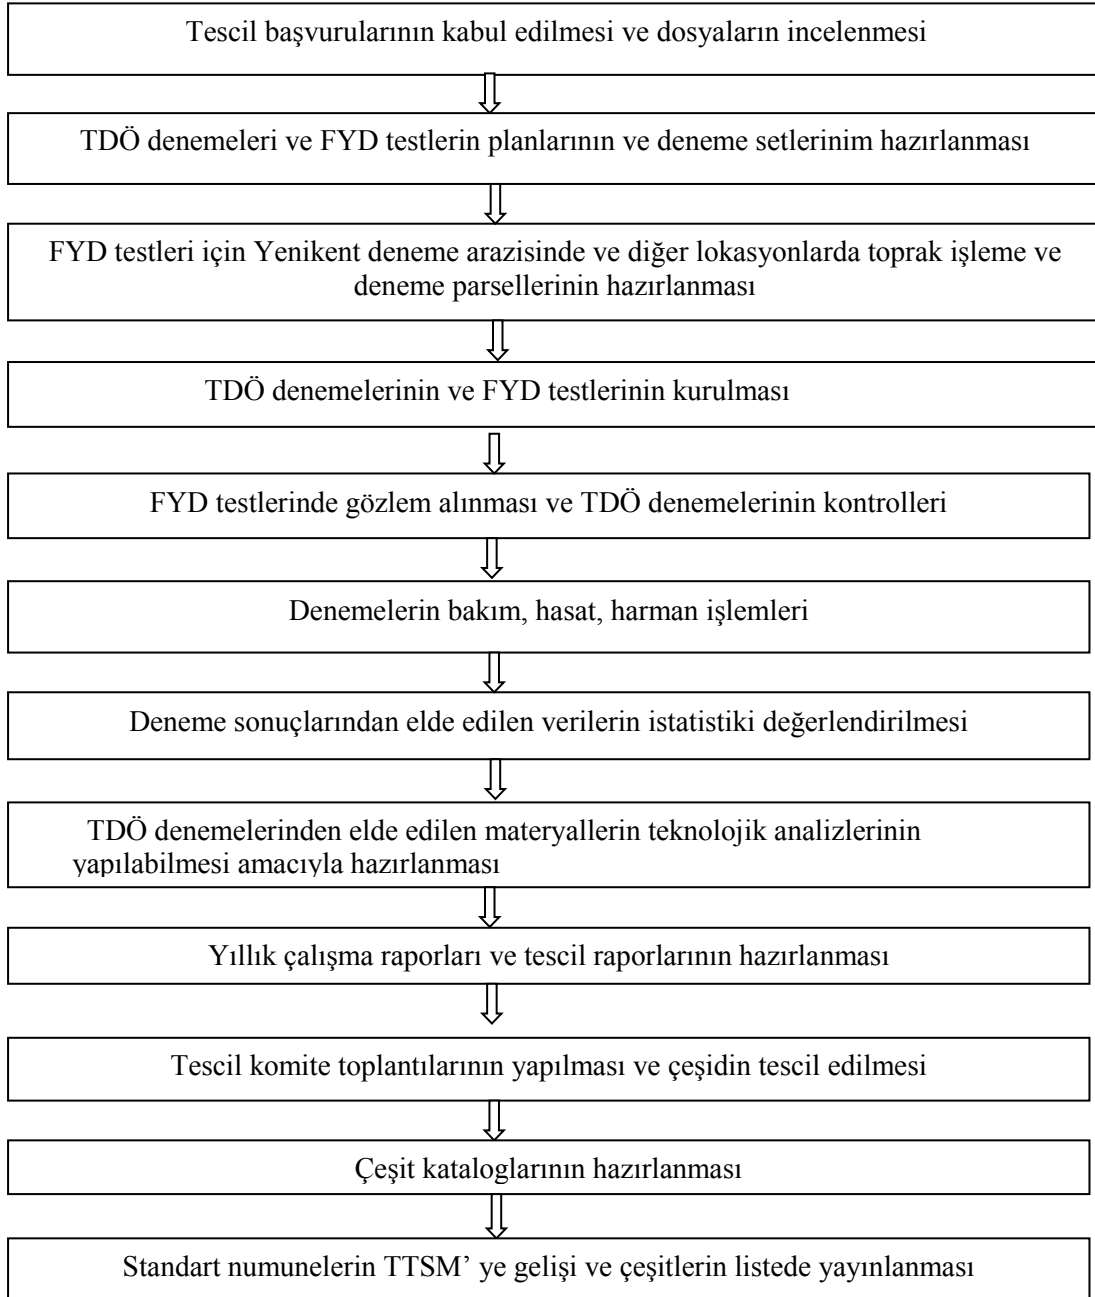 Tescil başvurularının kabul edilmesi ve dosyaların incelenmesi
TDÖ denemeleri ve FYD testlerin planlarının ve deneme setlerinim hazırlanması
FYD testleri için Yenikent deneme arazisinde ve diğer lokasyonlarda toprak işleme ve
deneme parsellerinin hazırlanması
TDÖ denemelerinin ve FYD testlerinin kurulması
FYD testlerinde gözlem alınması ve TDÖ denemelerinin kontrolleri
Denemelerin bakım, hasat, harman işlemleri
Deneme sonuçlarından elde edilen verilerin istatistiki değerlendirilmesi
TDÖ denemelerinden elde edilen materyallerin teknolojik analizlerinin
yapılabilmesi amacıyla hazırlanması
Yıllık çalışma raporları ve tescil raporlarının hazırlanması
Tescil komite toplantılarının yapılması ve çeşidin tescil edilmesi
Çeşit kataloglarının hazırlanması
Standart numunelerin TTSM’ ye gelişi ve çeşitlerin listede yayınlanması